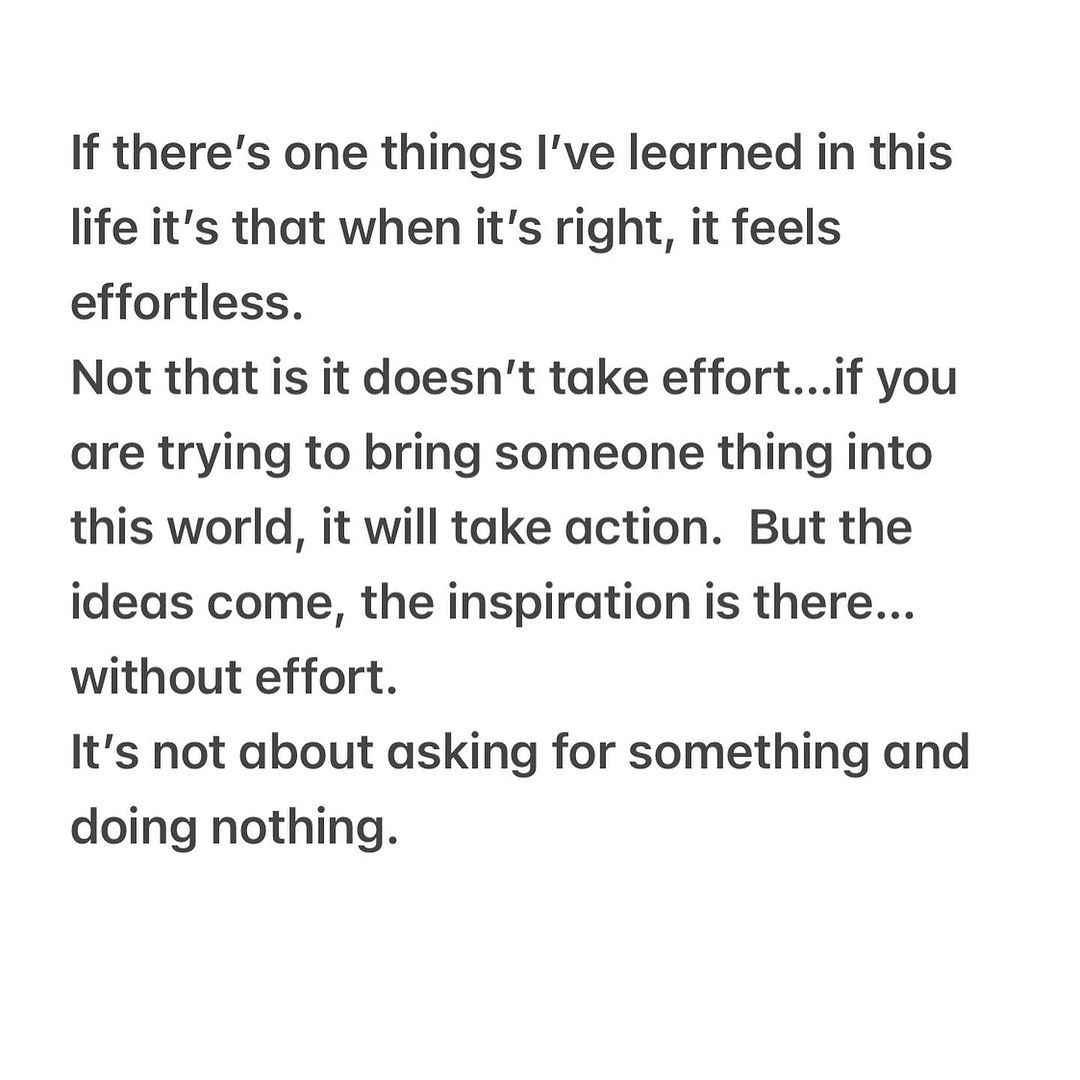 If there’s one things I’ve learned in this
life it’s that when it’s right, it feels
effortless.
Not that is it doesn’t take effort...if you
are trying to bring someone thing into
this world, it will take action.  But the
ideas come, the inspiration is there...
without effort.
It’s not about asking for something and
doing nothing.